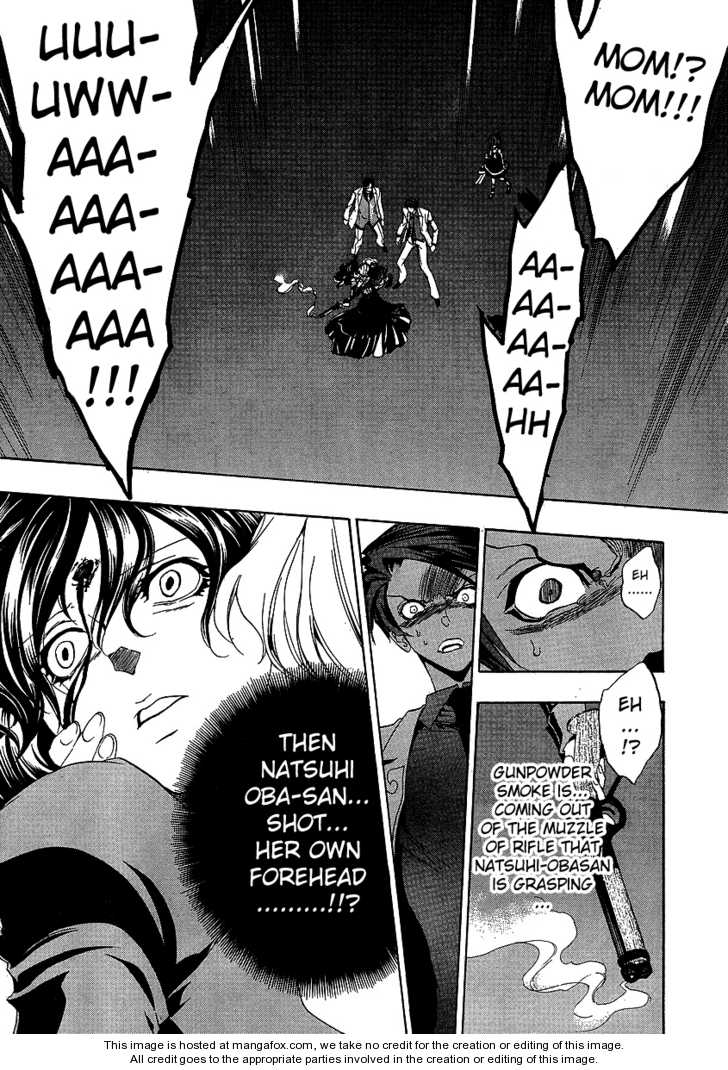 MOM!?
MOM!!!
UUU-
UWW-
AAA-
AAA-
AAA-
AAA
!!!
AA-
AA-
AA-
AA-
HH
EH
......
EH
...
!?
GUNPOWDER
SMOKE IS...
COMING OUT
OF THE MUZZLE
OF RIFLE THAT
NATSUHI-OBASAN
IS GRASPING
...
THEN
NATSUHI
OBA-SAN...
SHOT...
HER OWN
FOREHEAD
.........!!?
This image is hosted at mangafox.com, we take no credit for the creation or editing of this image.
All credit goes to the appropriate parties involved in the creation or editing of this image.